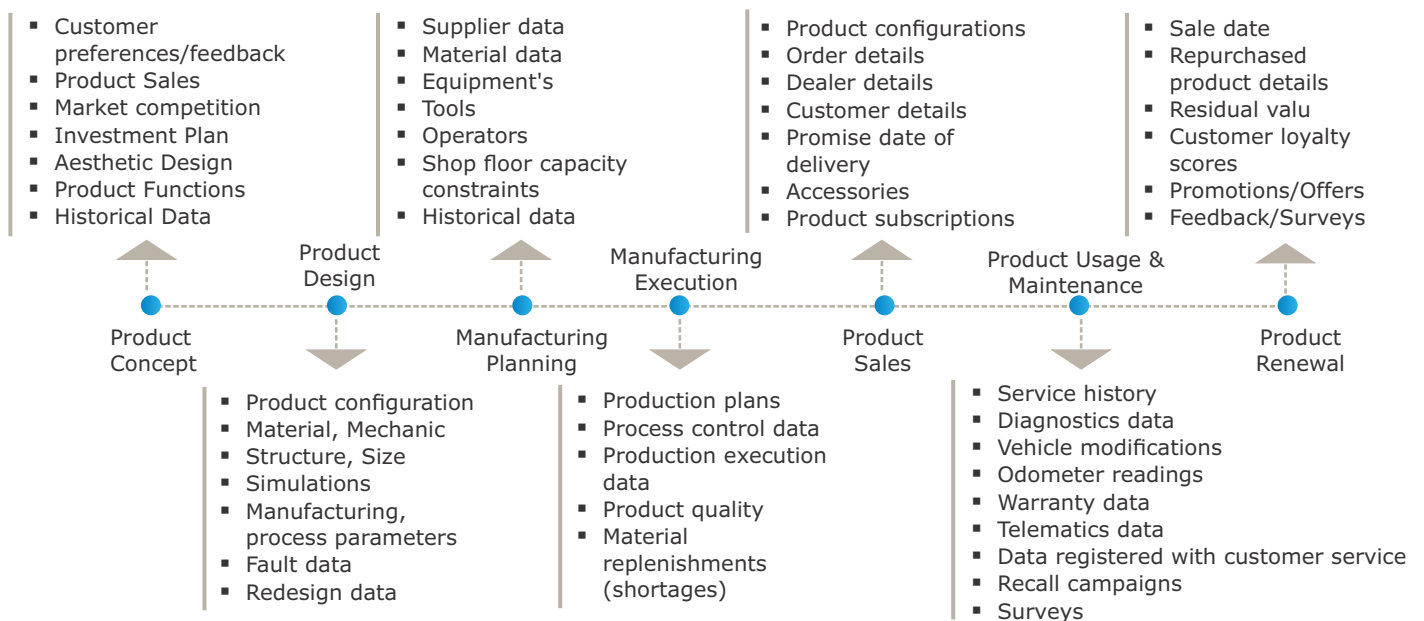 ▪ Customer
preferences/feedback
▪ Product Sales
▪ Market competition
▪ Investment Plan
▪ Aesthetic Design
▪ Product Functions
▪ Historical Data
▪ Supplier data
▪ Material data
▪ Equipment's
▪ Tools
▪ Operators
▪ Shop floor capacity
constraints
▪ Historical data
▪ Product configurations
▪ Order details
▪ Dealer details
▪ Customer details
▪ Promise date of
delivery
▪ Accessories
▪ Product subscriptions
▪ Sale date
▪ Repurchased
product details
▪ Residual valu
▪ Customer loyalty
scores
▪ Promotions/Offers
▪ Feedback/Surveys
Product
Design
Manufacturing
Execution
Product Usage &
Maintenance
Product
Concept
Manufacturing
Planning
Product
Sales
Product
Renewal
▪ Product configuration
▪ Material, Mechanic
▪ Structure, Size
▪ Simulations
▪ Manufacturing,
process parameters
▪ Fault data
▪ Redesign data
▪ Production plans
▪ Process control data
▪ Production execution
data
▪ Product quality
▪ Material
replenishments
(shortages)
▪ Service history
▪ Diagnostics data
▪ Vehicle modifications
▪ Odometer readings
▪ Warranty data
▪ Telematics data
▪ Data registered with customer service
▪ Recall campaigns
▪ Surveys